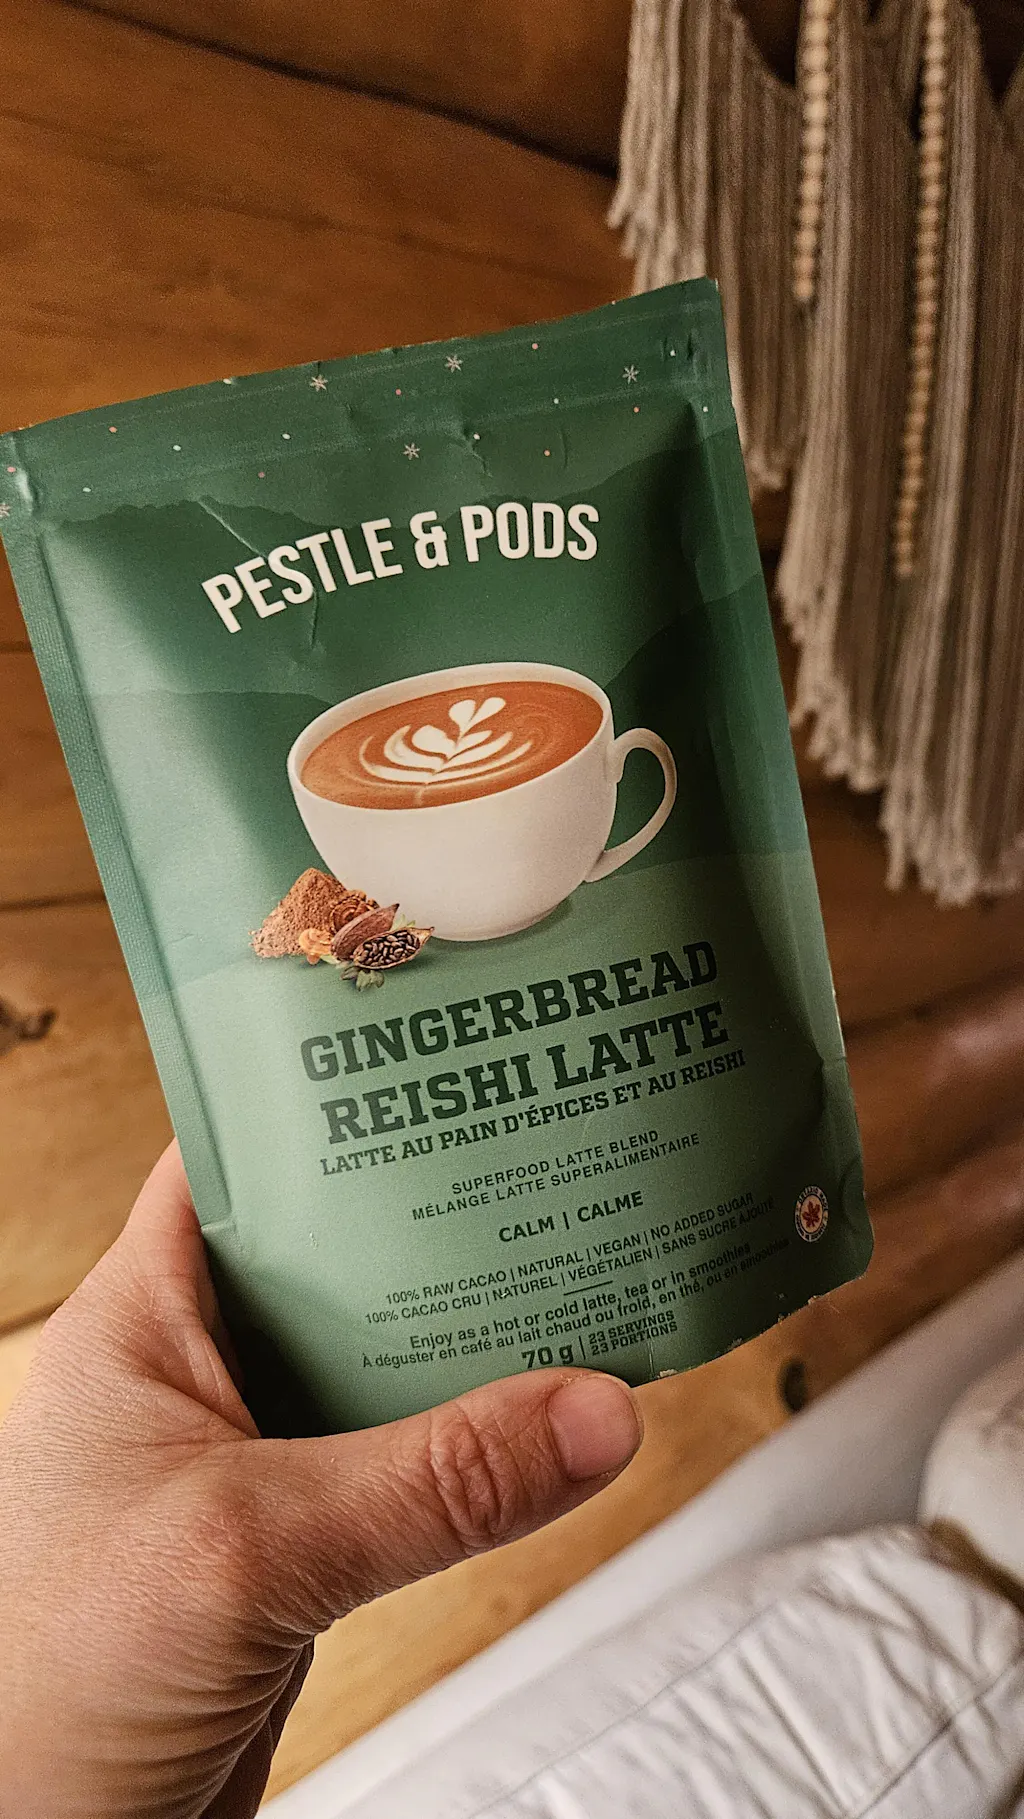 PESTLE & PODS
GINGERBREAD
REISHI LATTE
LATTE AU PAIN D'ÉPICES ET AU REISHI
SUPERFOOD LATTE BLEND
MÉLANGE LATTE SUPERALIMENTAIRE
CALM | CALME
100% RAW CACAO | NATURAL | VEGAN | NO ADDED SUGAR
100% CACAO CRU | NATUREL | VÉGÉTALIEN | SANS SUCRE AJOUTÉ
Enjoy as a hot or cold latte, tea or in smoothies
À déguster en café au lait chaud ou froid, en thé, ou en smoothies
70 g | 23 SERVINGS
23 PORTIONS